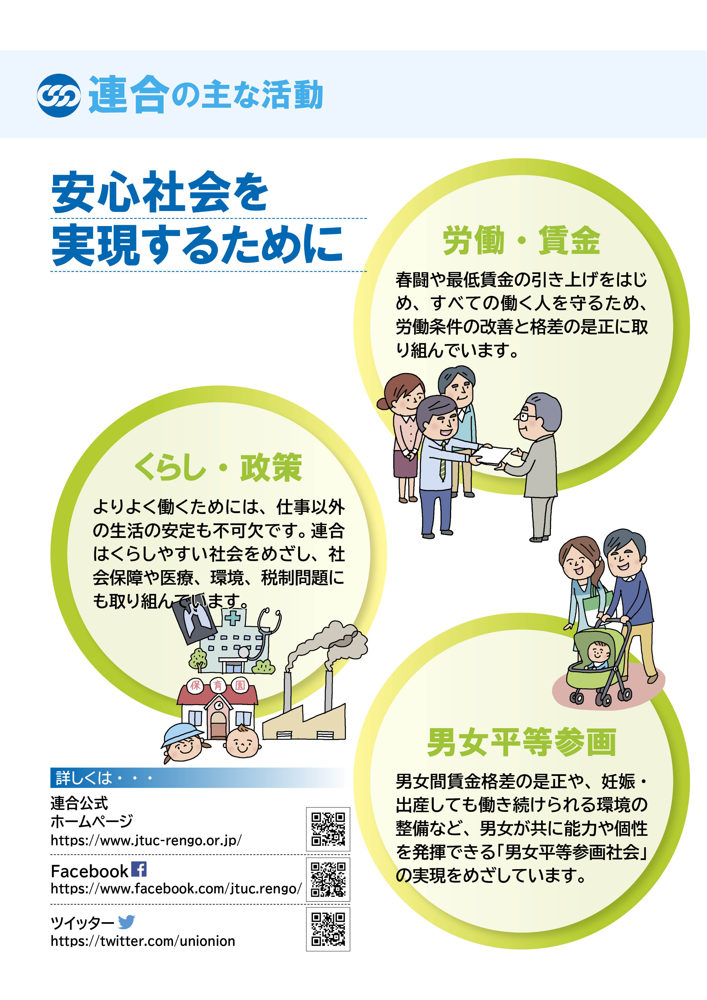 連合の主な活動
安心社会を
実現するために
労働・賃金
春闘や最低賃金の引き上げをはじ
め、すべての働く人を守るため、
労働条件の改善と格差の是正に取
り組んでいます。
くらし・政策
よりよく働くためには、仕事以外
の生活の安定も不可欠です。連合
はくらしやすい社会をめざし、社
会保障や医療、環境、税制問題に
も取り組んでいます。
保育園
男女平等参画
男女間賃金格差の是正や、妊娠・
出産しても働き続けられる環境の
整備など、男女が共に能力や個性
を発揮できる「男女平等参画社会」
の実現をめざしています。
詳しくは・・・
連合公式
ホームページ
https://www.jtuc-rengo.or.jp/
Facebook
https://www.facebook.com/jtuc.rengo/
ツイッター
https://twitter.com/unionion